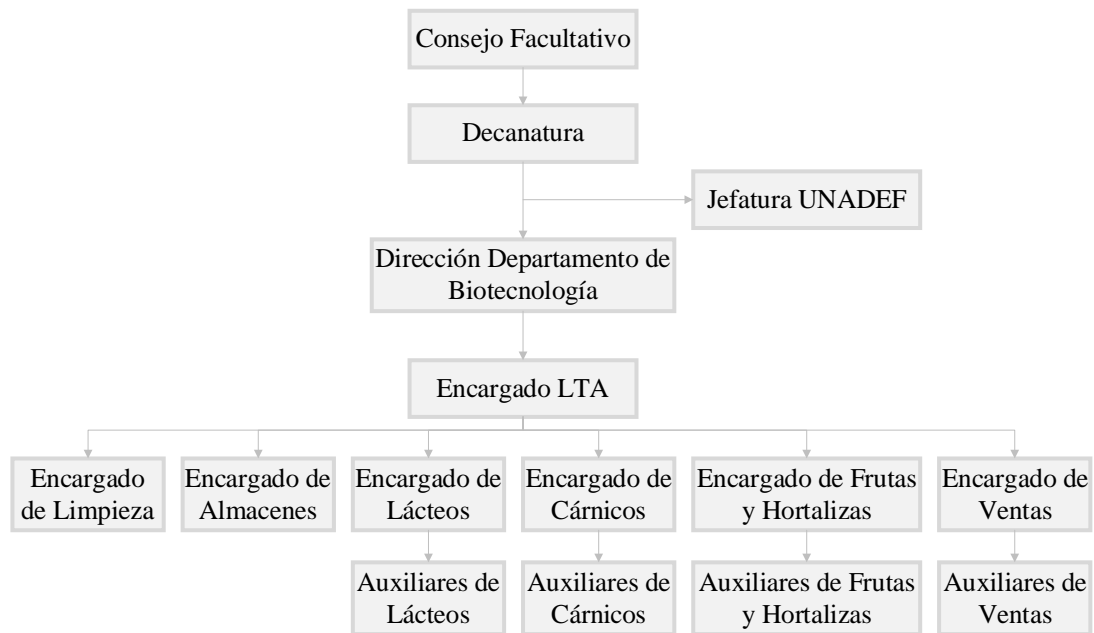 Consejo Facultativo
Decanatura
Jefatura UNADEF
Dirección Departamento de
Biotecnología
Encargado LTA
Encargado
de Limpieza
Encargado de
Almacenes
Encargado de
Lácteos
Encargado de
Cárnicos
Encargado de Frutas
y Hortalizas
Encargado de
Ventas
Auxiliares de
Lácteos
Auxiliares de
Cárnicos
Auxiliares de Frutas
y Hortalizas
Auxiliares de
Ventas